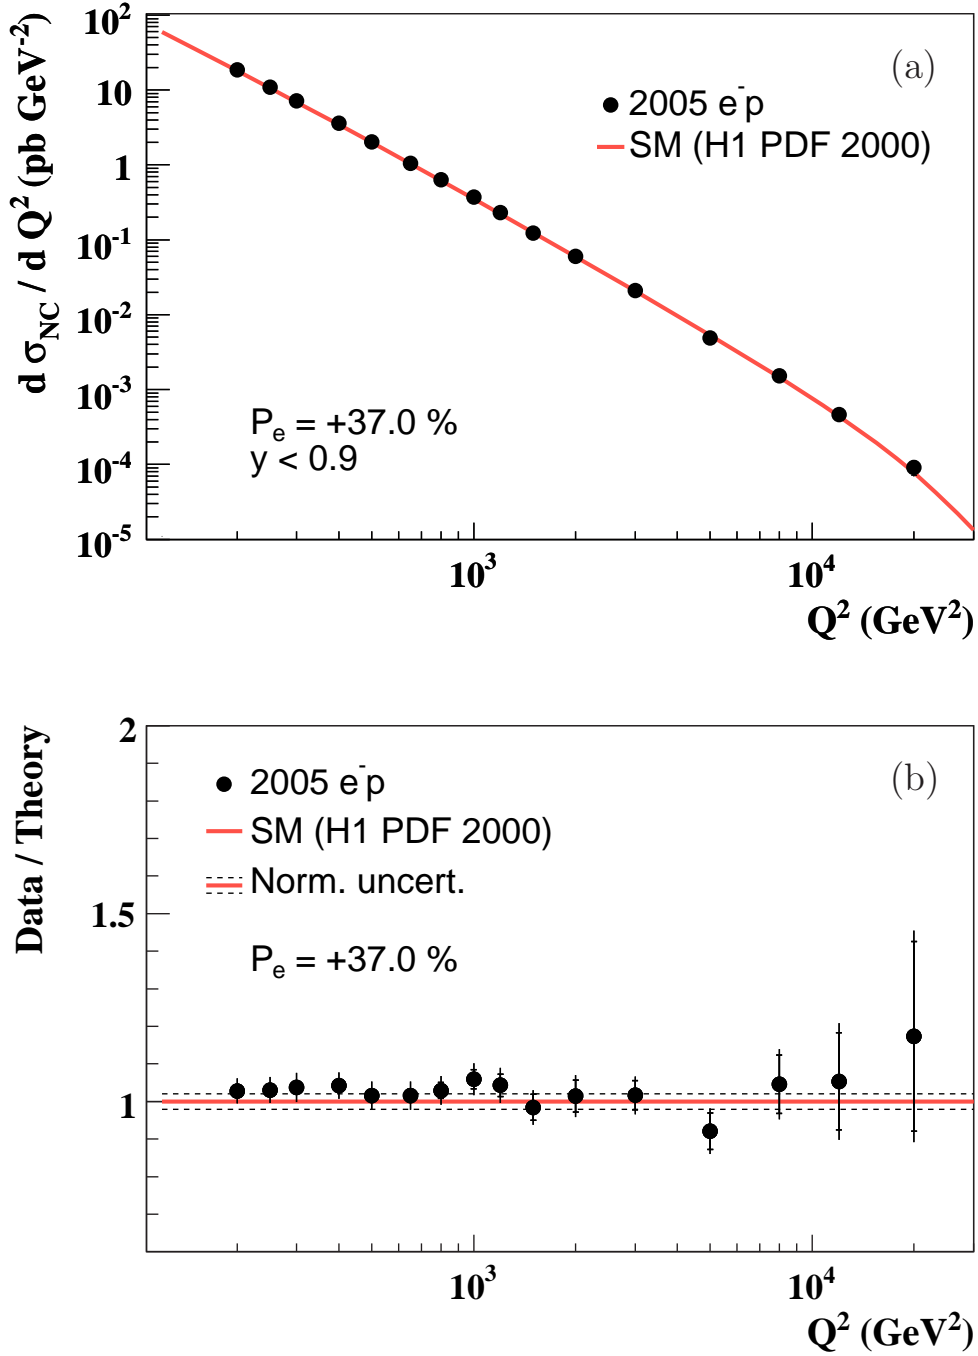 10²
10
1
10⁻¹
10⁻²
10⁻³
10⁻⁴
10⁻⁵
d σ_NC / d Q² (pb GeV⁻²)
(a)
2005 e⁻p
SM (H1 PDF 2000)
P_e = +37.0 %
y < 0.9
10³
10⁴
Q² (GeV²)
2
1.5
1
Data / Theory
(b)
2005 e⁻p
SM (H1 PDF 2000)
Norm. uncert.
P_e = +37.0 %
10³
10⁴
Q² (GeV²)